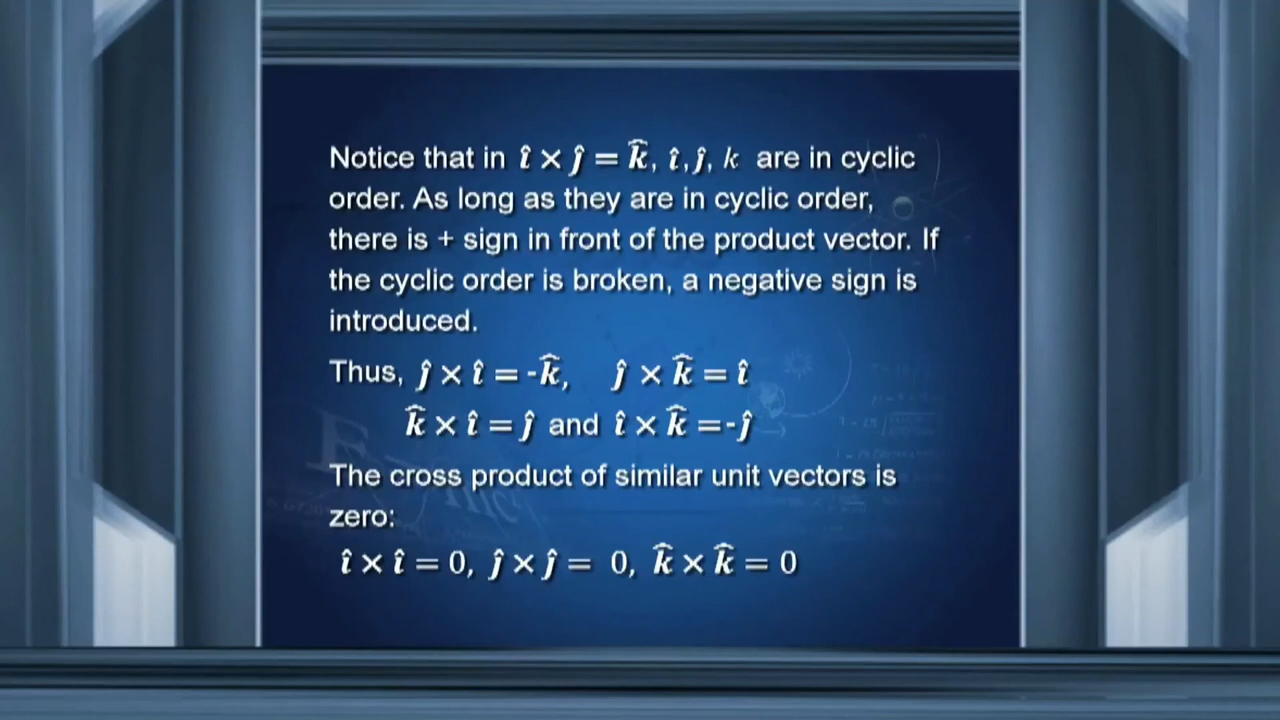 Notice that in î × ĵ = k̂, î, ĵ, k are in cyclic
order. As long as they are in cyclic order,
there is + sign in front of the product vector. If
the cyclic order is broken, a negative sign is
introduced.
Thus, ĵ × î = -k̂, ĵ × k̂ = î
k̂ × î = ĵ and î × k̂ = -ĵ
The cross product of similar unit vectors is
zero:
î × î = 0, ĵ × ĵ = 0, k̂ × k̂ = 0